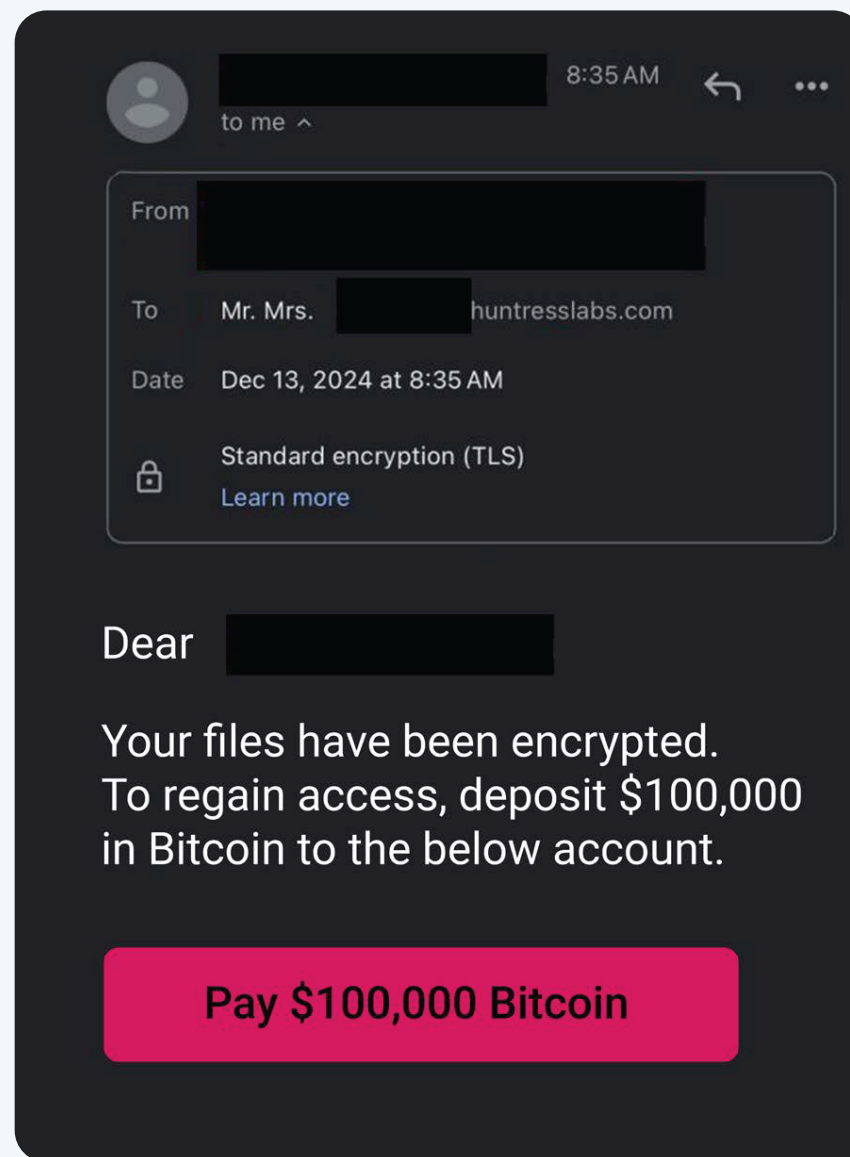 8:35 AM
to me
From
To Mr. Mrs. huntresslabs.com
Date Dec 13, 2024 at 8:35 AM
Standard encryption (TLS)
Learn more
Dear
Your files have been encrypted.
To regain access, deposit $100,000
in Bitcoin to the below account.
Pay $100,000 Bitcoin